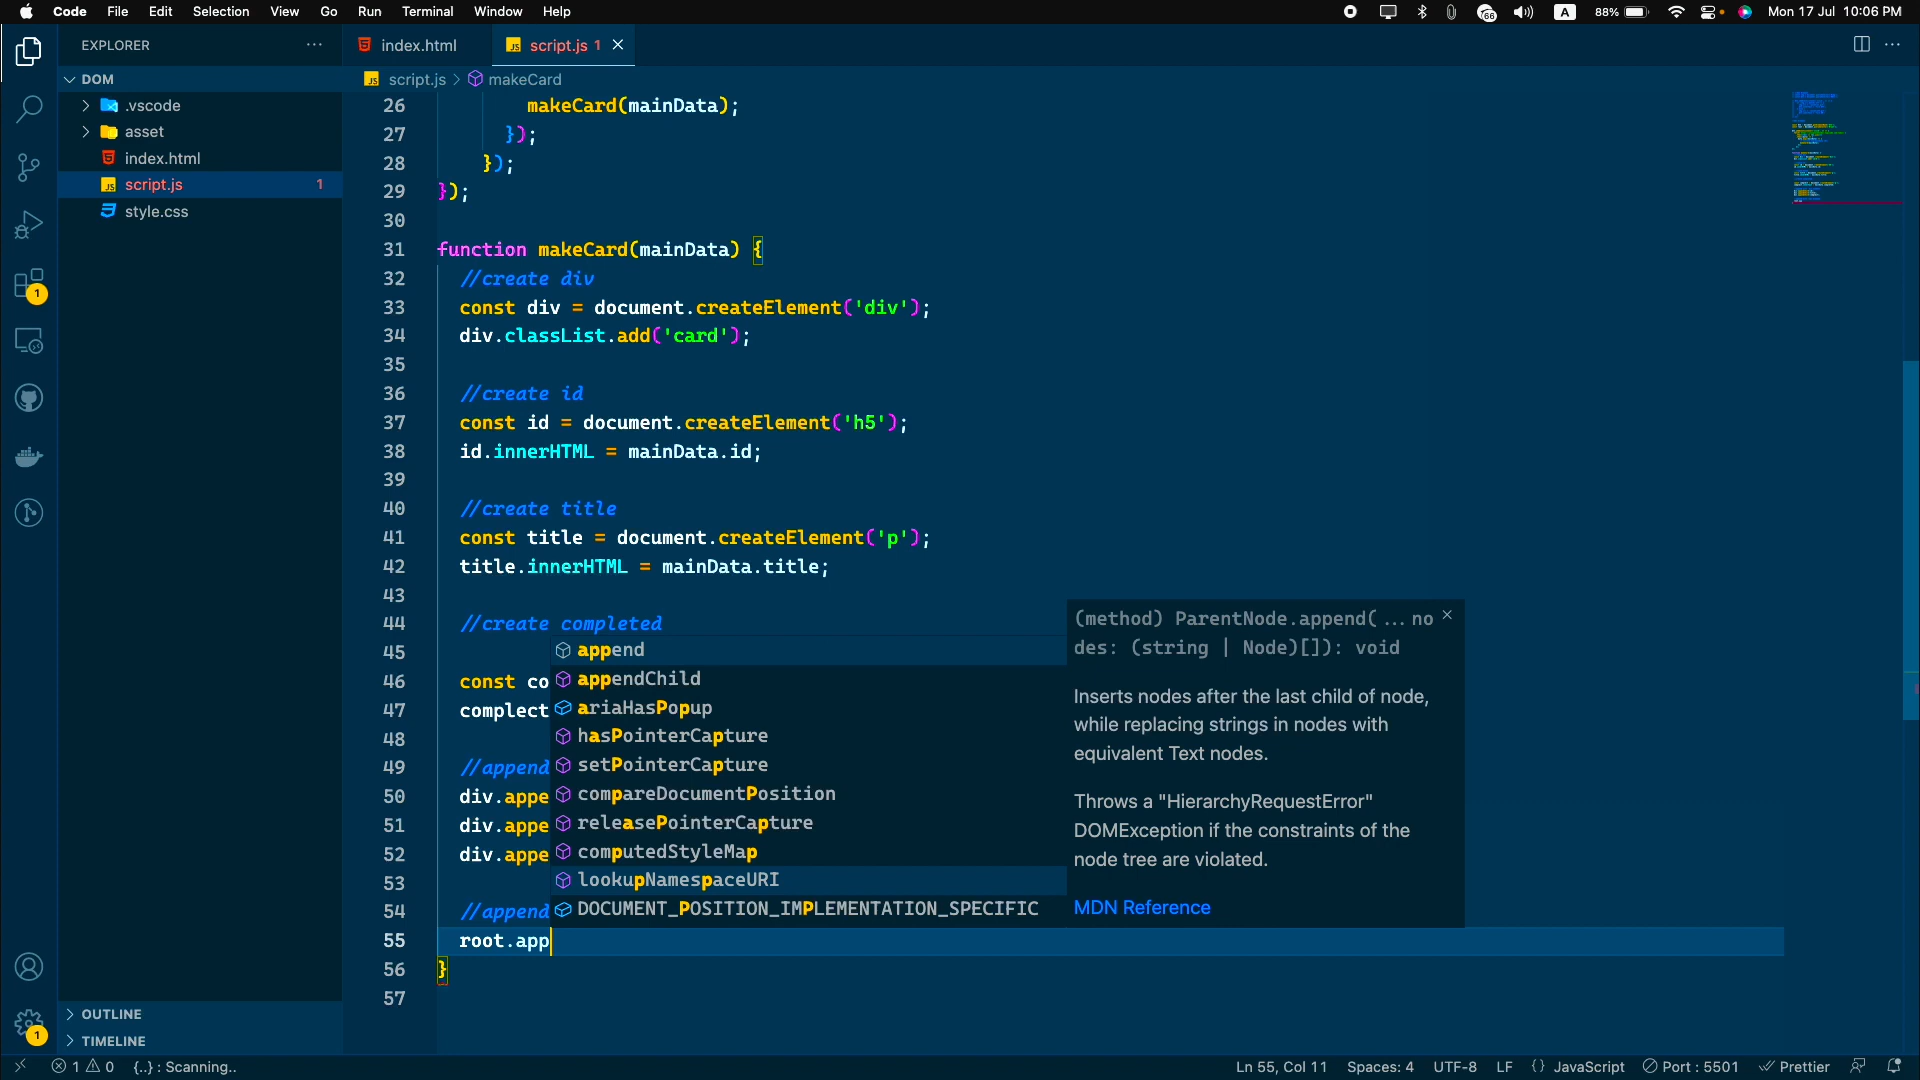 Code File Edit Selection View Go Run Terminal Window Help 66 A 88% Mon 17 Jul 10:06 PM
EXPLORER
index.html
JS script.js 1
DOM
JS script.js > makeCard
.vscode
asset
index.html
JS script.js 1
style.css
26 makeCard(mainData);
27 });
28 });
29 });
30
31 function makeCard(mainData) {
32 //create div
33 const div = document.createElement('div');
34 div.classList.add('card');
35
36 //create id
37 const id = document.createElement('h5');
38 id.innerHTML = mainData.id;
39
40 //create title
41 const title = document.createElement('p');
42 title.innerHTML = mainData.title;
43
44 //create completed
45
46 const co
47 complect
48
49 //append
50 div.appe
51 div.appe
52 div.appe
53
54 //append
55 root.app
56 }
57
append
appendChild
ariaHasPopup
hasPointerCapture
setPointerCapture
compareDocumentPosition
releasePointerCapture
computedStyleMap
lookupNamespaceURI
DOCUMENT_POSITION_IMPLEMENTATION_SPECIFIC
(method) ParentNode.append(...no
des: (string | Node)[]): void
Inserts nodes after the last child of node,
while replacing strings in nodes with
equivalent Text nodes.
Throws a "HierarchyRequestError"
DOMException if the constraints of the
node tree are violated.
MDN Reference
1
1
OUTLINE
TIMELINE
1 0 {..} : Scanning.. Ln 55, Col 11 Spaces: 4 UTF-8 LF {} JavaScript Port : 5501 Prettier